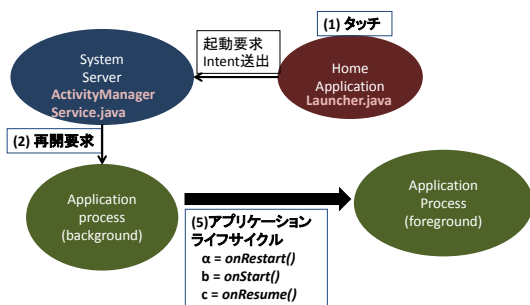 (1) タッチ
起動要求
Intent送出
System
Server
ActivityManager
Service.java
Home
Application
Launcher.java
(2) 再開要求
Application
process
(background)
(5)アプリケーション
ライフサイクル
α = onRestart()
b = onStart()
c = onResume()
Application
Process
(foreground)